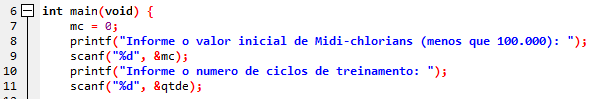 6 int main(void) {
7 mc = 0;
8 printf("Informe o valor inicial de Midi-chlorians (menos que 100.000): ");
9 scanf("%d", &mc);
10 printf("Informe o numero de ciclos de treinamento: ");
11 scanf("%d", &qtde);